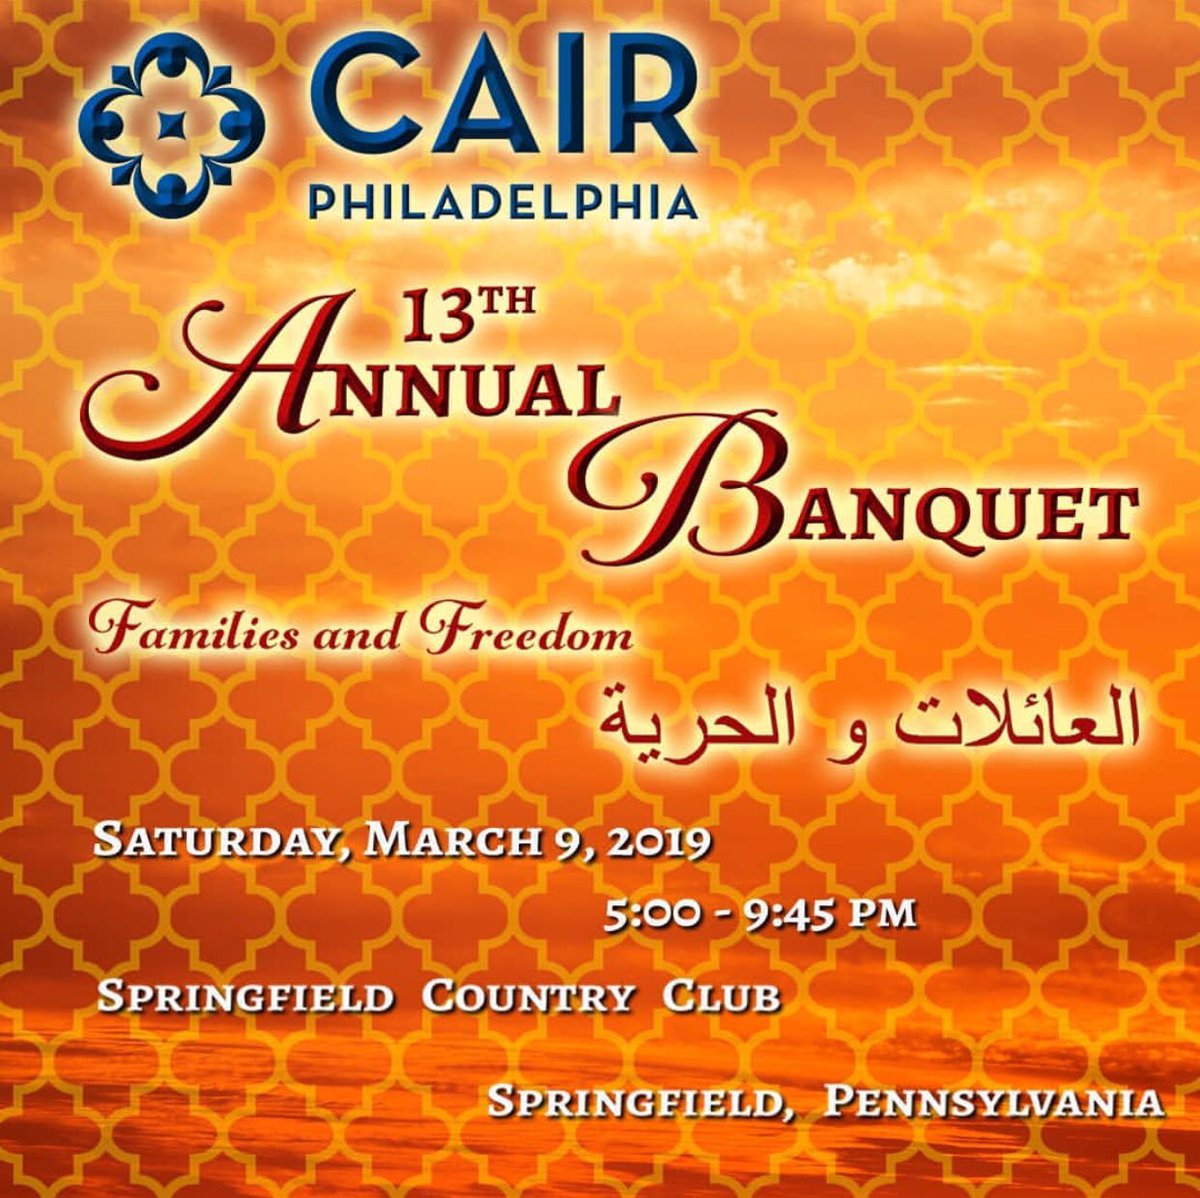 CAIR
PHILADELPHIA
13TH
ANNUAL
BANQUET
Families and Freedom
العائلات و الحرية
SATURDAY, MARCH 9, 2019
5:00 - 9:45 PM
SPRINGFIELD COUNTRY CLUB
SPRINGFIELD, PENNSYLVANIA